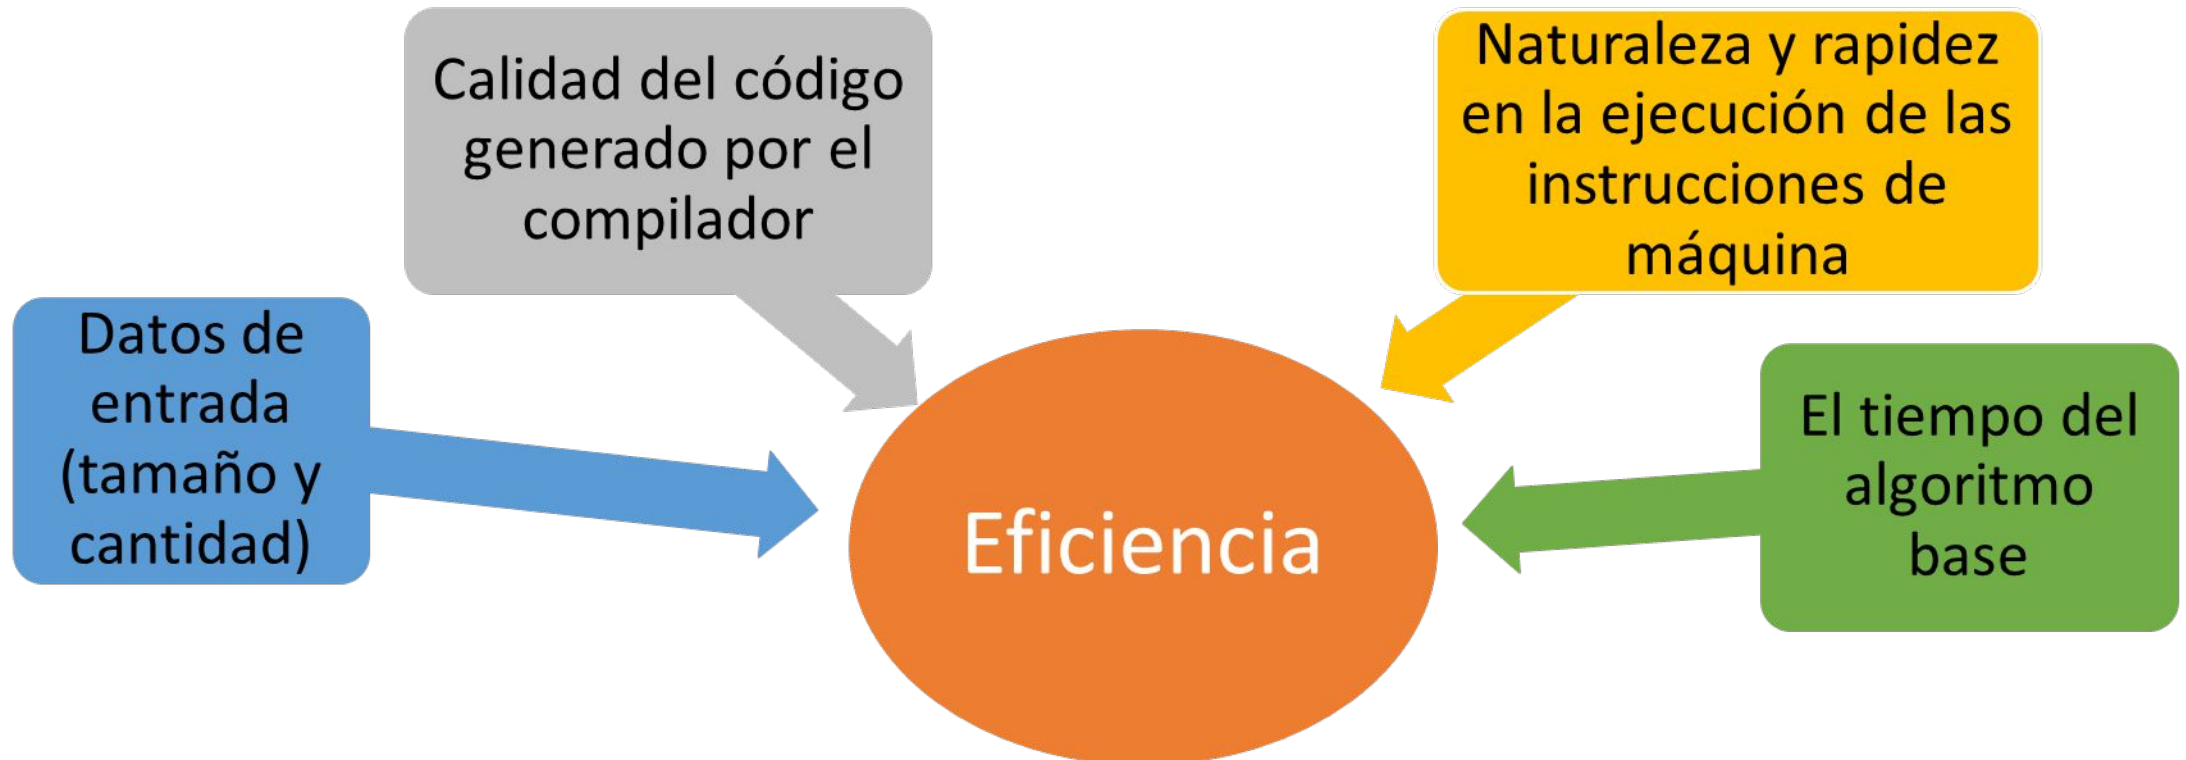 Calidad del código
generado por el
compilador
Naturaleza y rapidez
en la ejecución de las
instrucciones de
máquina
Datos de
entrada
(tamaño y
cantidad)
El tiempo del
algoritmo
base
Eficiencia